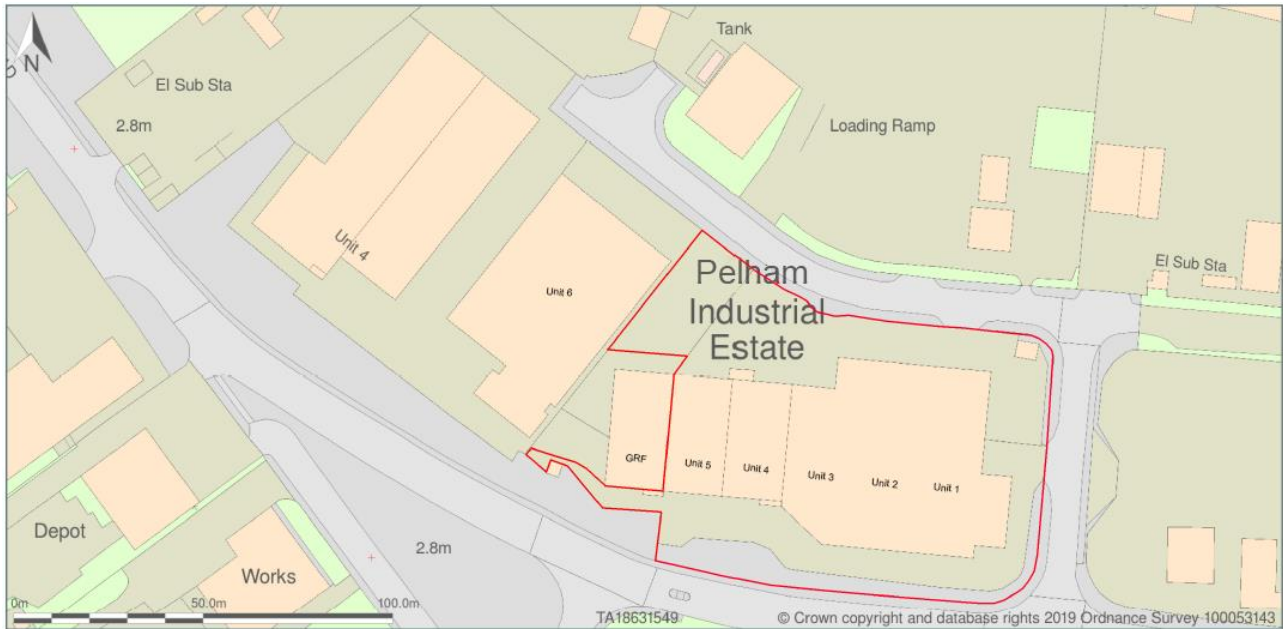 N
El Sub Sta
2.8m
Unit 4
Tank
Loading Ramp
Unit 6
Pelham
Industrial
Estate
El Sub Sta
GRF
Unit 5
Unit 4
Unit 3
Unit 2
Unit 1
Depot
Works
2.8m
0m
50.0m
100.0m
TA18631549
© Crown copyright and database rights 2019 Ordnance Survey 100053143